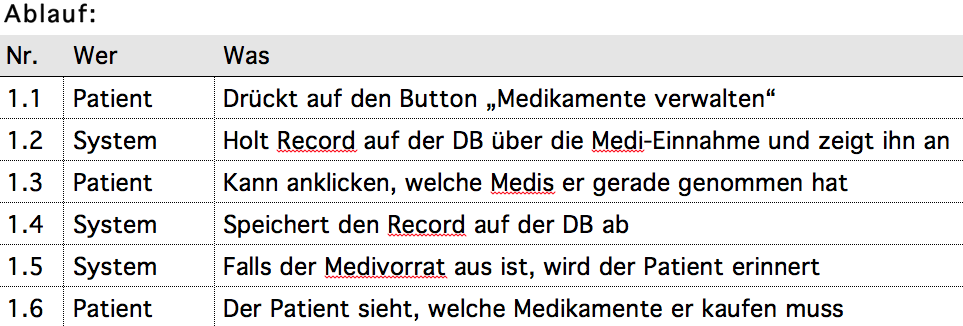 Ablauf:
Nr. Wer Was
1.1 Patient Drückt auf den Button „Medikamente verwalten“
1.2 System Holt Record auf der DB über die Medi-Einnahme und zeigt ihn an
1.3 Patient Kann anklicken, welche Medis er gerade genommen hat
1.4 System Speichert den Record auf der DB ab
1.5 System Falls der Medivorrat aus ist, wird der Patient erinnert
1.6 Patient Der Patient sieht, welche Medikamente er kaufen muss